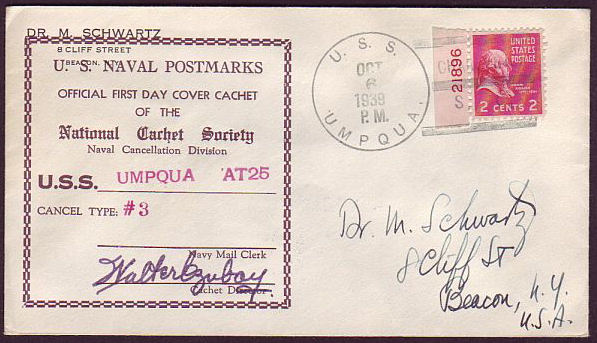 DR. M. SCHWARTZ
8 CLIFF STREET
BEACON, N.Y.
U. S. NAVAL POSTMARKS
OFFICIAL FIRST DAY COVER CACHET
OF THE
National Cachet Society
Naval Cancellation Division
U.S.S. UMPQUA AT25
CANCEL TYPE: #3
Navy Mail Clerk
Cachet Director
U. S. S.
OCT
6
1939
P.M.
UMPQUA.
21896
UNITED
STATES
POSTAGE
2 CENTS 2
Dr. M. Schwartz
8 Cliff St
Beacon, N.Y.
U.S.A.